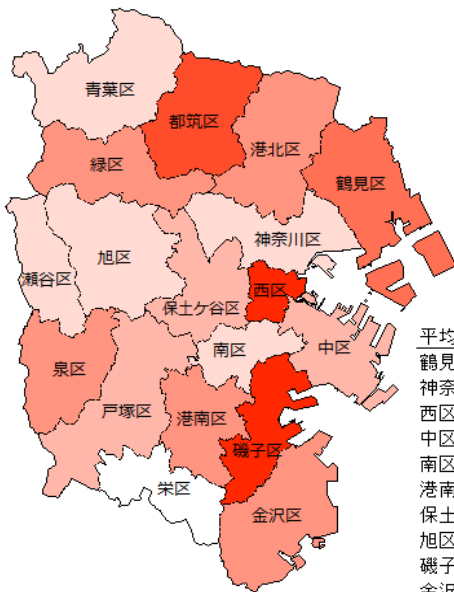 青葉区
都筑区
港北区
緑区
鶴見区
神奈川区
旭区
瀬谷区
西区
保土ケ谷区
中区
南区
泉区
戸塚区
港南区
磯子区
栄区
金沢区
平均
鶴見
神奈
西区
中区
南区
港南
保土
旭区
磯子
金沢